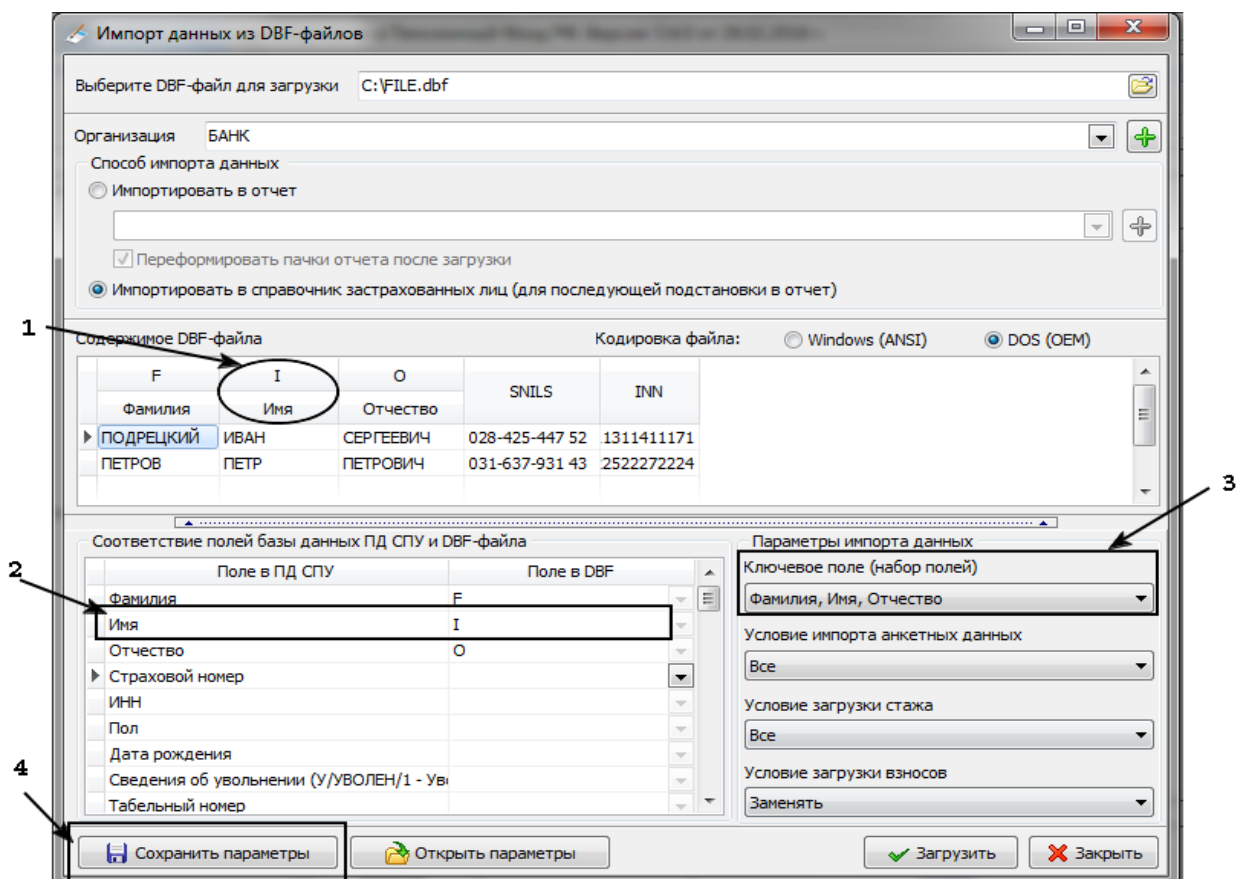 Импорт данных из DBF-файлов
Выберите DBF-файл для загрузки C:\FILE.dbf
Организация БАНК
Способ импорта данных
Импортировать в отчет
Переформировать пачки отчета после загрузки
Импортировать в справочник застрахованных лиц (для последующей подстановки в отчет)
1
Содержимое DBF-файла Кодировка файла: Windows (ANSI) DOS (OEM)
F I O SNILS INN
Фамилия Имя Отчество
ПОДРЕЦКИЙ ИВАН СЕРГЕЕВИЧ 028-425-447 52 1311411171
ПЕТРОВ ПЕТР ПЕТРОВИЧ 031-637-931 43 2522272224
3
Соответствие полей базы данных ПД СПУ и DBF-файла Параметры импорта данных
2
Поле в ПД СПУ Поле в DBF Ключевое поле (набор полей)
Фамилия F Фамилия, Имя, Отчество
Имя I
Отчество O Условие импорта анкетных данных
Страховой номер Все
ИНН Условие загрузки стажа
Пол Все
Дата рождения
4
Сведения об увольнении (У/УВОЛЕН/1 - Уво Условие загрузки взносов
Табельный номер Заменять
Сохранить параметры Открыть параметры Загрузить Закрыть